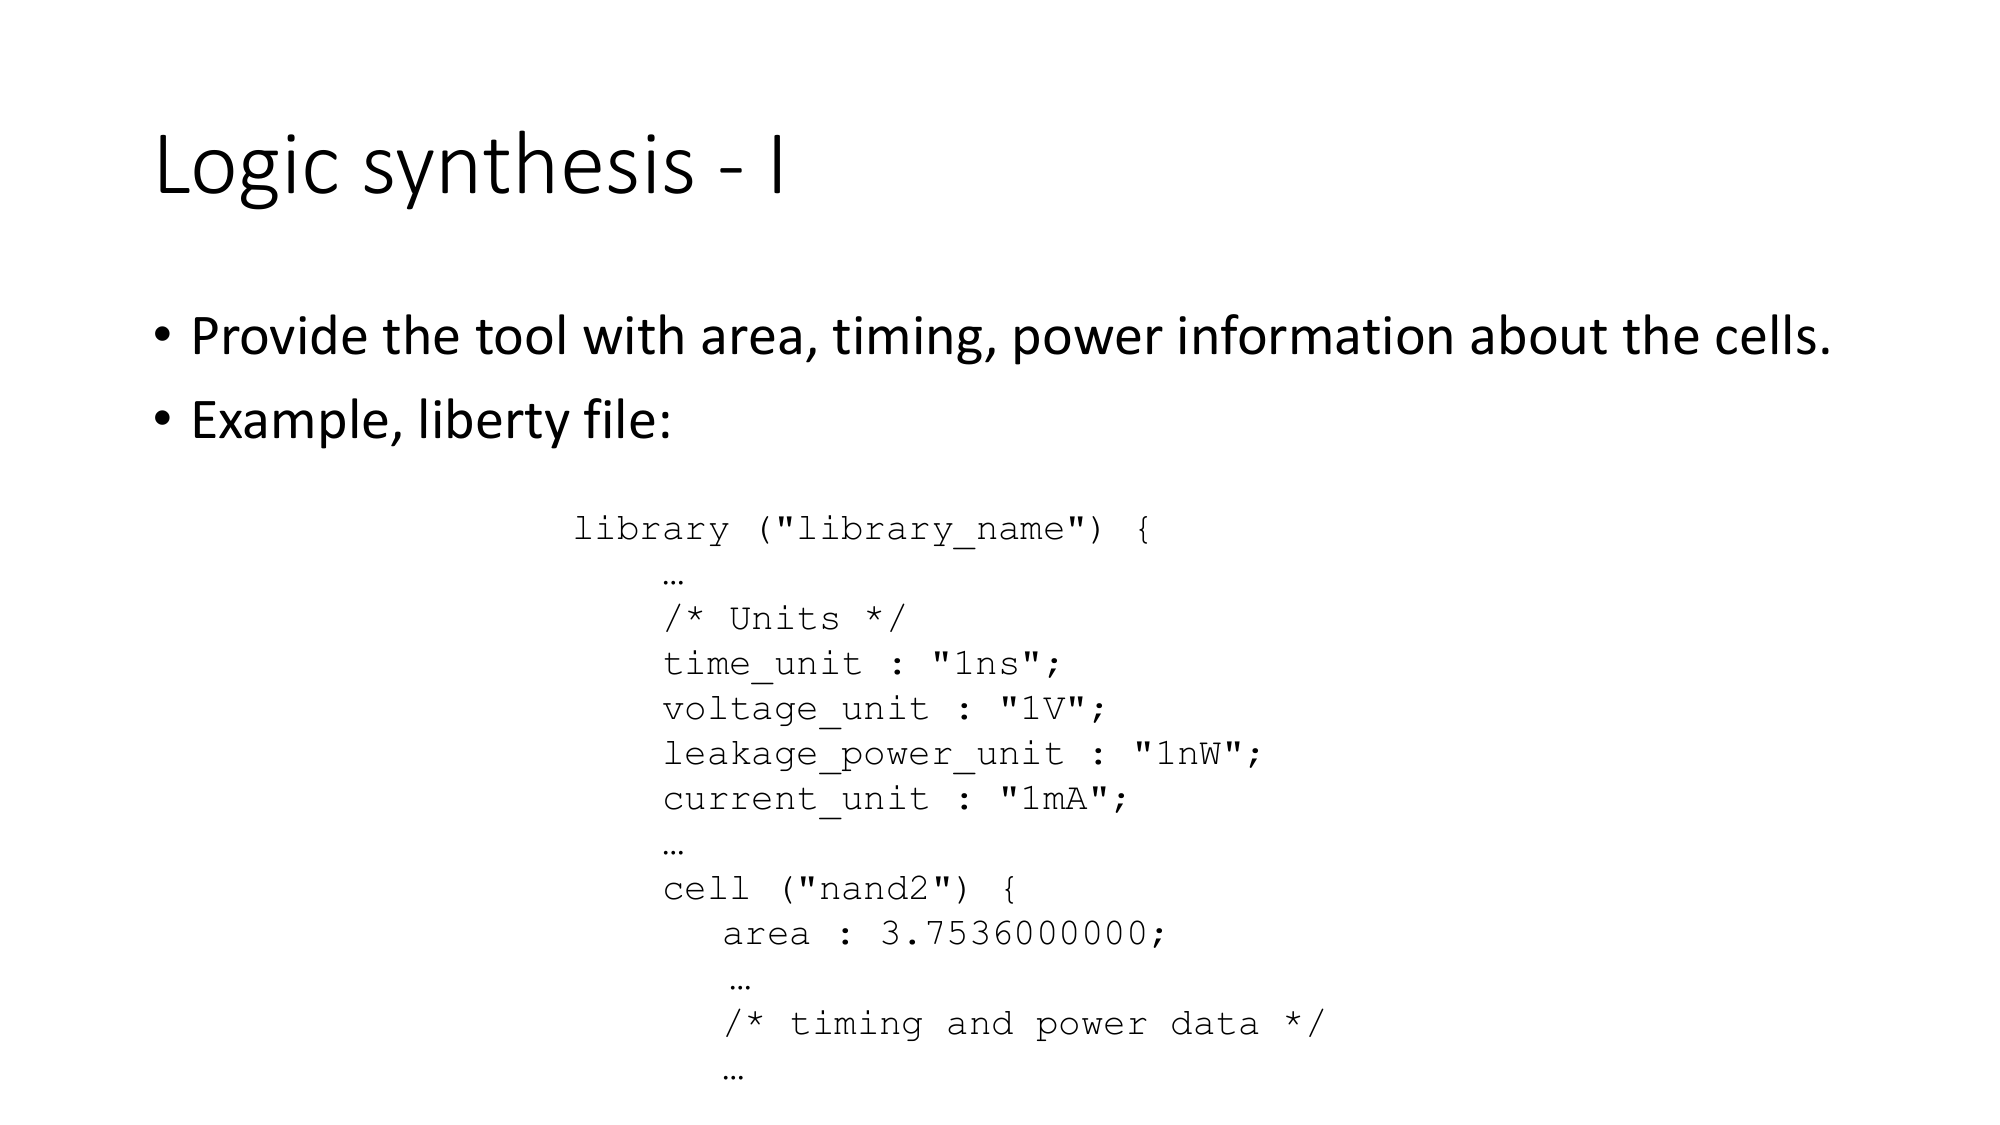 Logic synthesis - I
• Provide the tool with area, timing, power information about the cells.
• Example, liberty file:
library ("library_name") {
…
/* Units */
time_unit : "1ns";
voltage_unit : "1V";
leakage_power_unit : "1nW";
current_unit : "1mA";
…
cell ("nand2") {
area : 3.7536000000;
…
/* timing and power data */
…